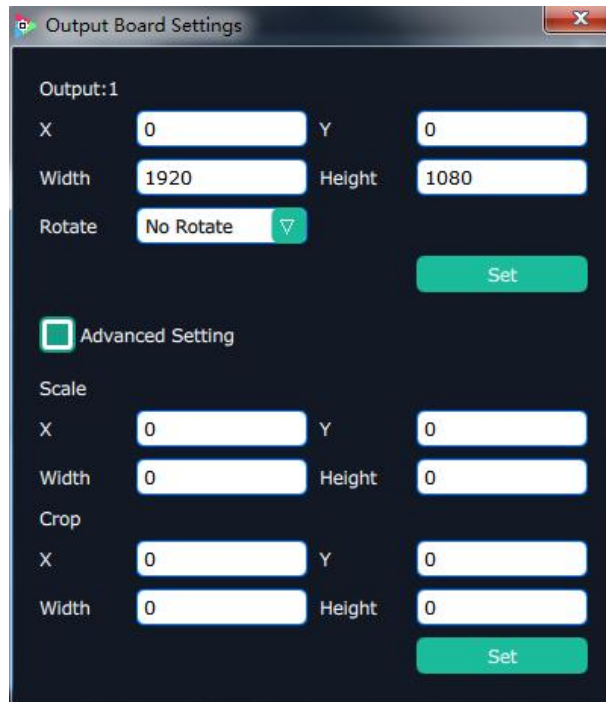 Output Board Settings
Output:1
X 0 Y 0
Width 1920 Height 1080
Rotate No Rotate
Set
Advanced Setting
Scale
X 0 Y 0
Width 0 Height 0
Crop
X 0 Y 0
Width 0 Height 0
Set